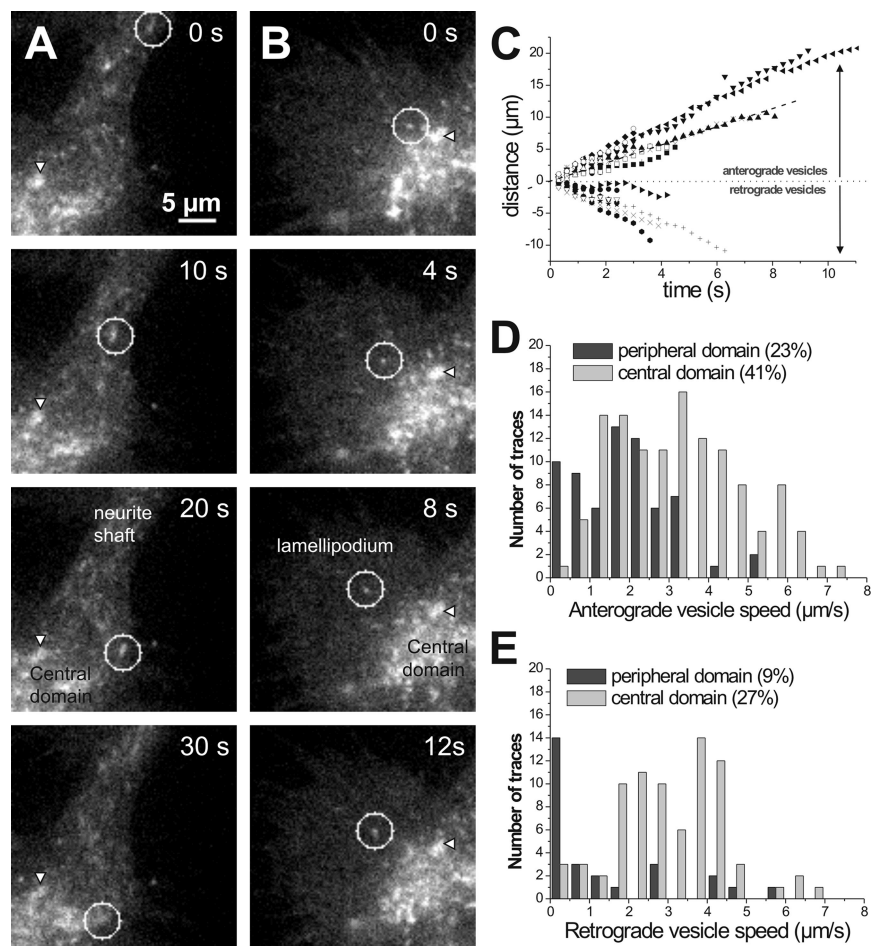 A
0 s
5 µm
10 s
20 s
neurite
shaft
Central
domain
30 s
B
0 s
4 s
8 s
lamellipodium
Central
domain
12s
C
distance (µm)
20
15
10
5
0
-5
-10
anterograde vesicles
retrograde vesicles
0 2 4 6 8 10
time (s)
D
peripheral domain (23%)
central domain (41%)
Number of traces
20
18
16
14
12
10
8
6
4
2
0
0 1 2 3 4 5 6 7 8
Anterograde vesicle speed (µm/s)
E
peripheral domain (9%)
central domain (27%)
Number of traces
20
18
16
14
12
10
8
6
4
2
0
0 1 2 3 4 5 6 7 8
Retrograde vesicle speed (µm/s)